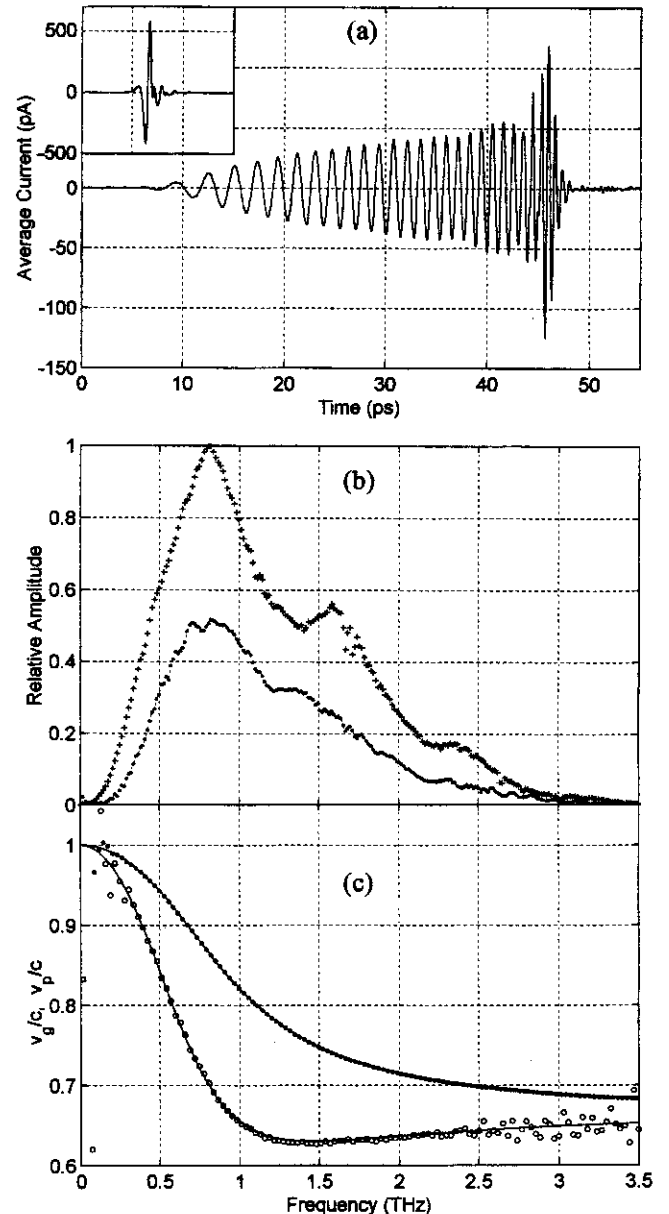 (a)
500
0
-500
0
-50
-100
-150
Average Current (pA)
0 10 20 30 40 50
Time (ps)
(b)
1
0.8
0.6
0.4
0.2
0
Relative Amplitude
(c)
1
0.9
0.8
0.7
0.6
v_g/c, v_p/c
0 0.5 1 1.5 2 2.5 3 3.5
Frequency (THz)